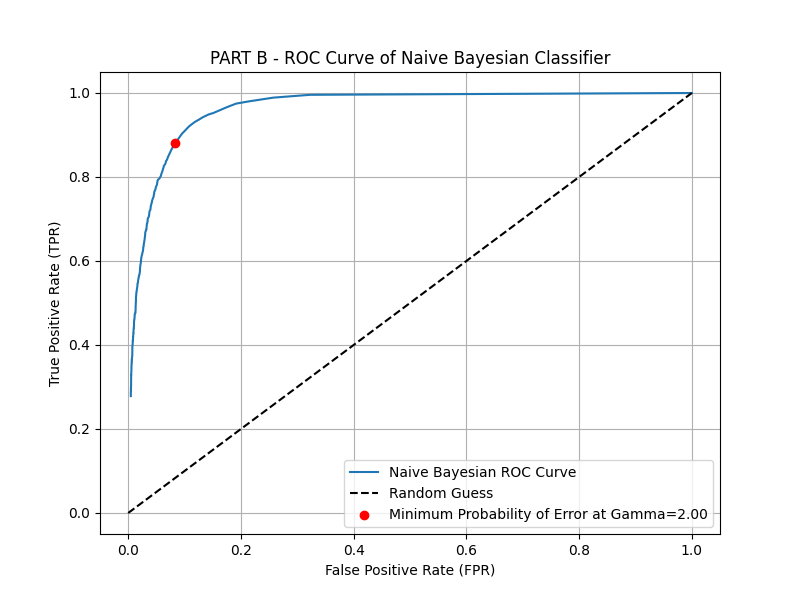 PART B - ROC Curve of Naive Bayesian Classifier
True Positive Rate (TPR)
1.0
0.8
0.6
0.4
0.2
0.0
0.0 0.2 0.4 0.6 0.8 1.0
False Positive Rate (FPR)
Naive Bayesian ROC Curve
Random Guess
Minimum Probability of Error at Gamma=2.00